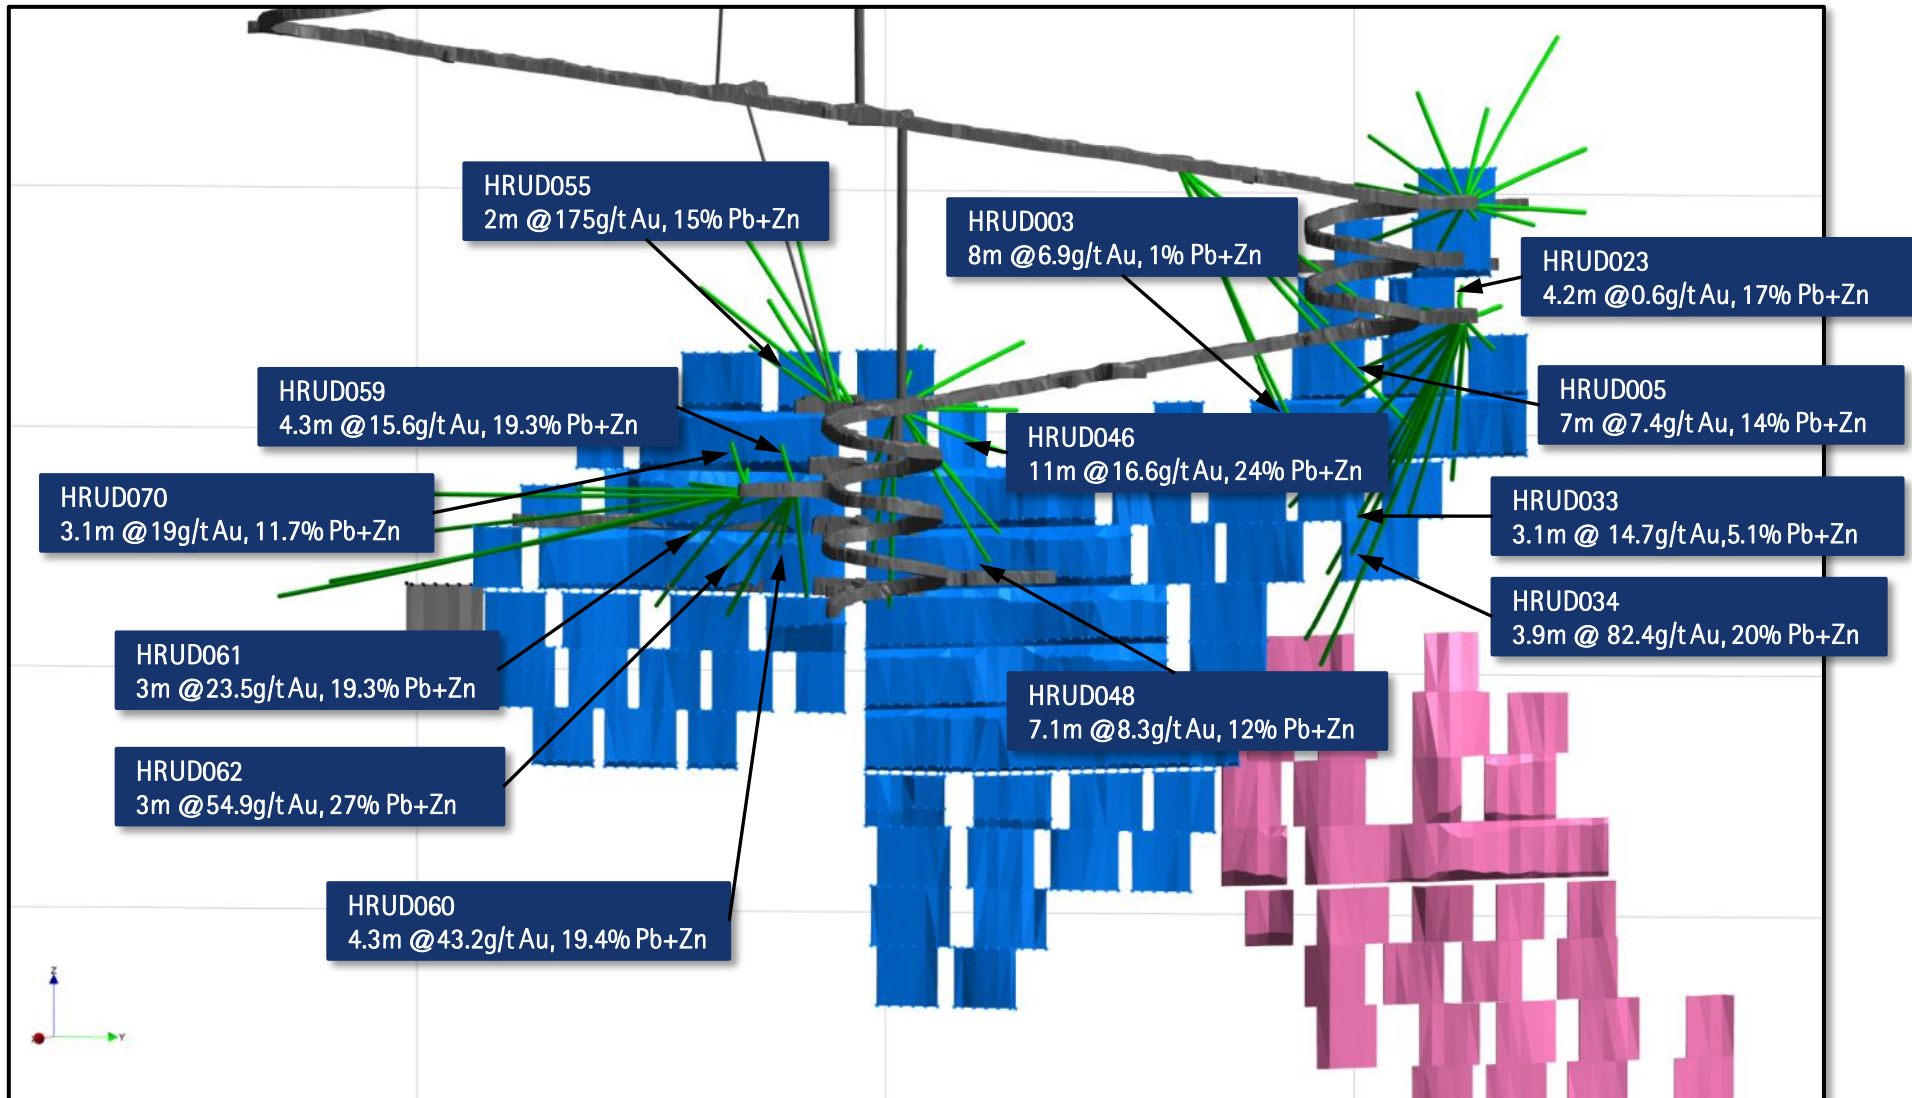 HRUD055
2m @175g/t Au, 15% Pb+Zn
HRUD003
8m @6.9g/t Au, 1% Pb+Zn
HRUD023
4.2m @0.6g/t Au, 17% Pb+Zn
HRUD059
4.3m @15.6g/t Au, 19.3% Pb+Zn
HRUD005
7m @7.4g/t Au, 14% Pb+Zn
HRUD046
11m @16.6g/t Au, 24% Pb+Zn
HRUD070
3.1m @19g/t Au, 11.7% Pb+Zn
HRUD033
3.1m @ 14.7g/t Au,5.1% Pb+Zn
HRUD034
3.9m @ 82.4g/t Au, 20% Pb+Zn
HRUD061
3m @23.5g/t Au, 19.3% Pb+Zn
HRUD048
7.1m @8.3g/t Au, 12% Pb+Zn
HRUD062
3m @54.9g/t Au, 27% Pb+Zn
HRUD060
4.3m @43.2g/t Au, 19.4% Pb+Zn
Z
X
Y